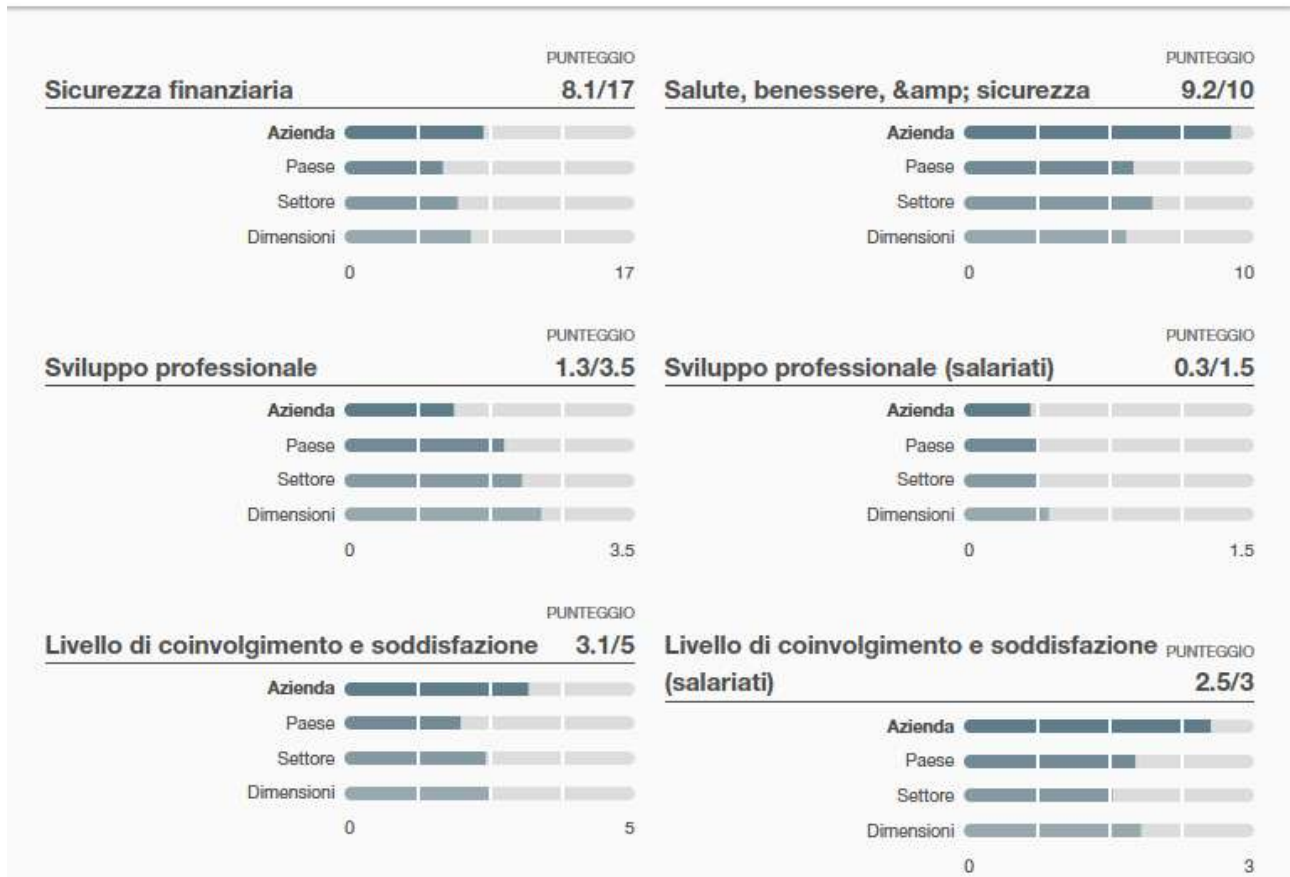 PUNTEGGIO
Sicurezza finanziaria 8.1/17
Azienda
Paese
Settore
Dimensioni
0 17
PUNTEGGIO
Salute, benessere, &amp; sicurezza 9.2/10
Azienda
Paese
Settore
Dimensioni
0 10
PUNTEGGIO
Sviluppo professionale 1.3/3.5
Azienda
Paese
Settore
Dimensioni
0 3.5
PUNTEGGIO
Sviluppo professionale (salariati) 0.3/1.5
Azienda
Paese
Settore
Dimensioni
0 1.5
PUNTEGGIO
Livello di coinvolgimento e soddisfazione 3.1/5
Azienda
Paese
Settore
Dimensioni
0 5
Livello di coinvolgimento e soddisfazione PUNTEGGIO
(salariati) 2.5/3
Azienda
Paese
Settore
Dimensioni
0 3